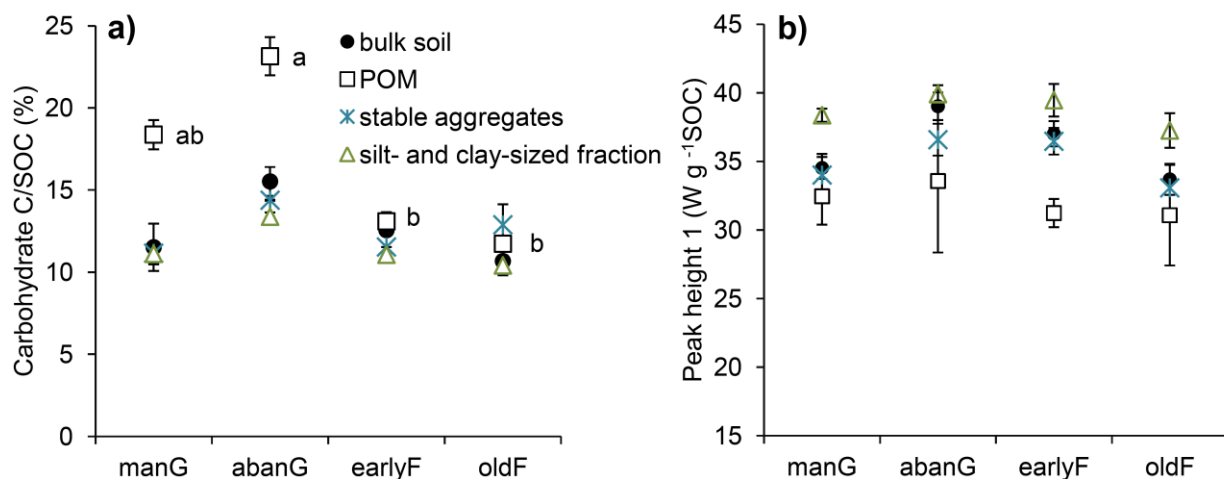 a)
bulk soil
POM
stable aggregates
silt- and clay-sized fraction
Carbohydrate C/SOC (%)
25
20
15
10
5
0
ab
a
b
b
manG abanG earlyF oldF
b)
Peak height 1 (W g -1SOC)
45
40
35
30
25
20
15
manG abanG earlyF oldF